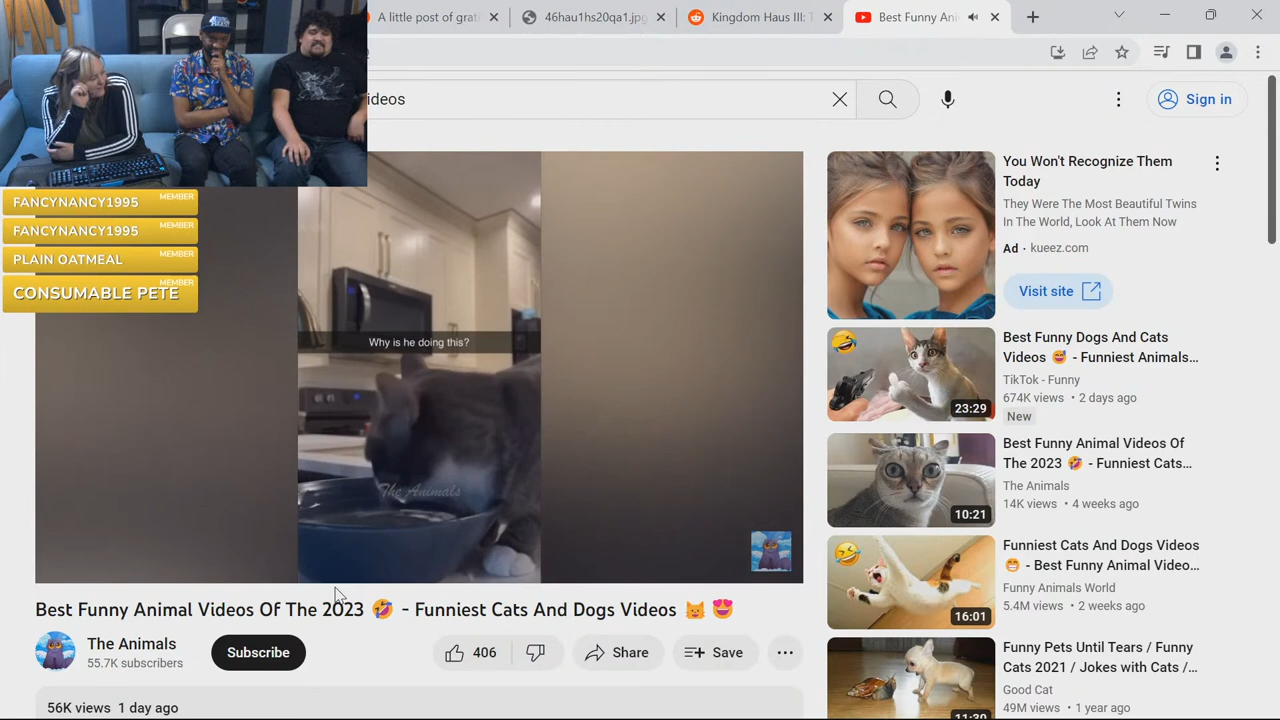 A little post of grat
46hau1hs20qa1.jpg
Kingdom Haus III
Best Funny Ani
deos
Sign in
FANCYNANCY1995 MEMBER
FANCYNANCY1995 MEMBER
PLAIN OATMEAL MEMBER
CONSUMABLE PETE MEMBER
Why is he doing this?
The Animals
Best Funny Animal Videos Of The 2023 🤣 - Funniest Cats And Dogs Videos 😺 😍
The Animals
55.7K subscribers
Subscribe
406
Share
Save
56K views 1 day ago
You Won't Recognize Them
Today
They Were The Most Beautiful Twins
In The World, Look At Them Now
Ad · kueez.com
Visit site
23:29
Best Funny Dogs And Cats
Videos 😅 - Funniest Animals...
TikTok - Funny
674K views • 2 days ago
New
10:21
Best Funny Animal Videos Of
The 2023 🤣 - Funniest Cats...
The Animals
14K views • 4 weeks ago
16:01
Funniest Cats And Dogs Videos
😁 - Best Funny Animal Video...
Funny Animals World
5.4M views • 2 weeks ago
11:30
Funny Pets Until Tears / Funny
Cats 2021 / Jokes with Cats /...
Good Cat
49M views • 1 year ago